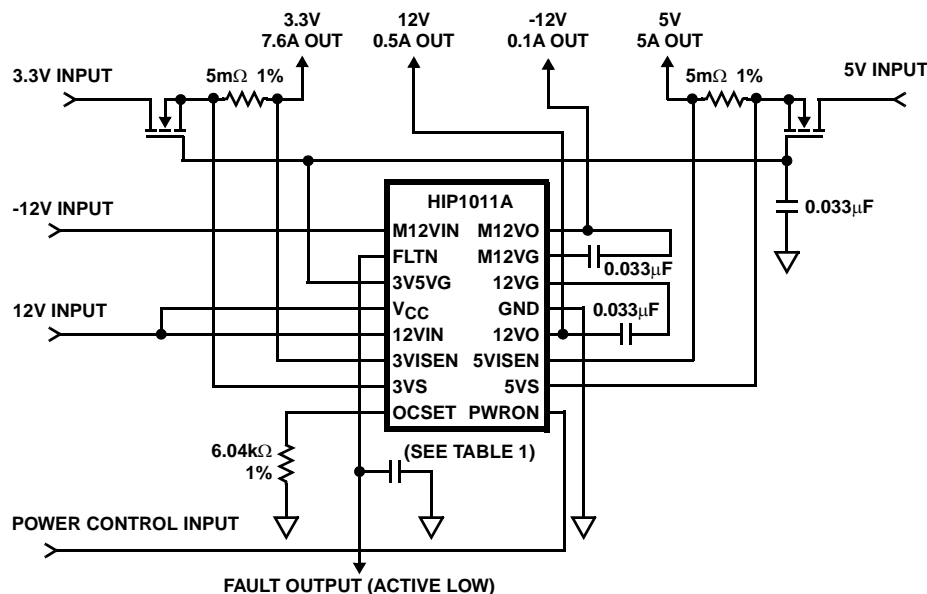 3.3V
7.6A OUT
12V
0.5A OUT
-12V
0.1A OUT
5V
5A OUT
3.3V INPUT
5mΩ 1%
5mΩ 1%
5V INPUT
HIP1011A
-12V INPUT
M12VIN
M12VO
0.033µF
FLTN
M12VG
0.033µF
3V5VG
12VG
12V INPUT
VCC
GND
0.033µF
12VIN
12VO
3VISEN
5VISEN
3VS
5VS
OCSET
PWRON
6.04kΩ
1%
(SEE TABLE 1)
POWER CONTROL INPUT
FAULT OUTPUT (ACTIVE LOW)